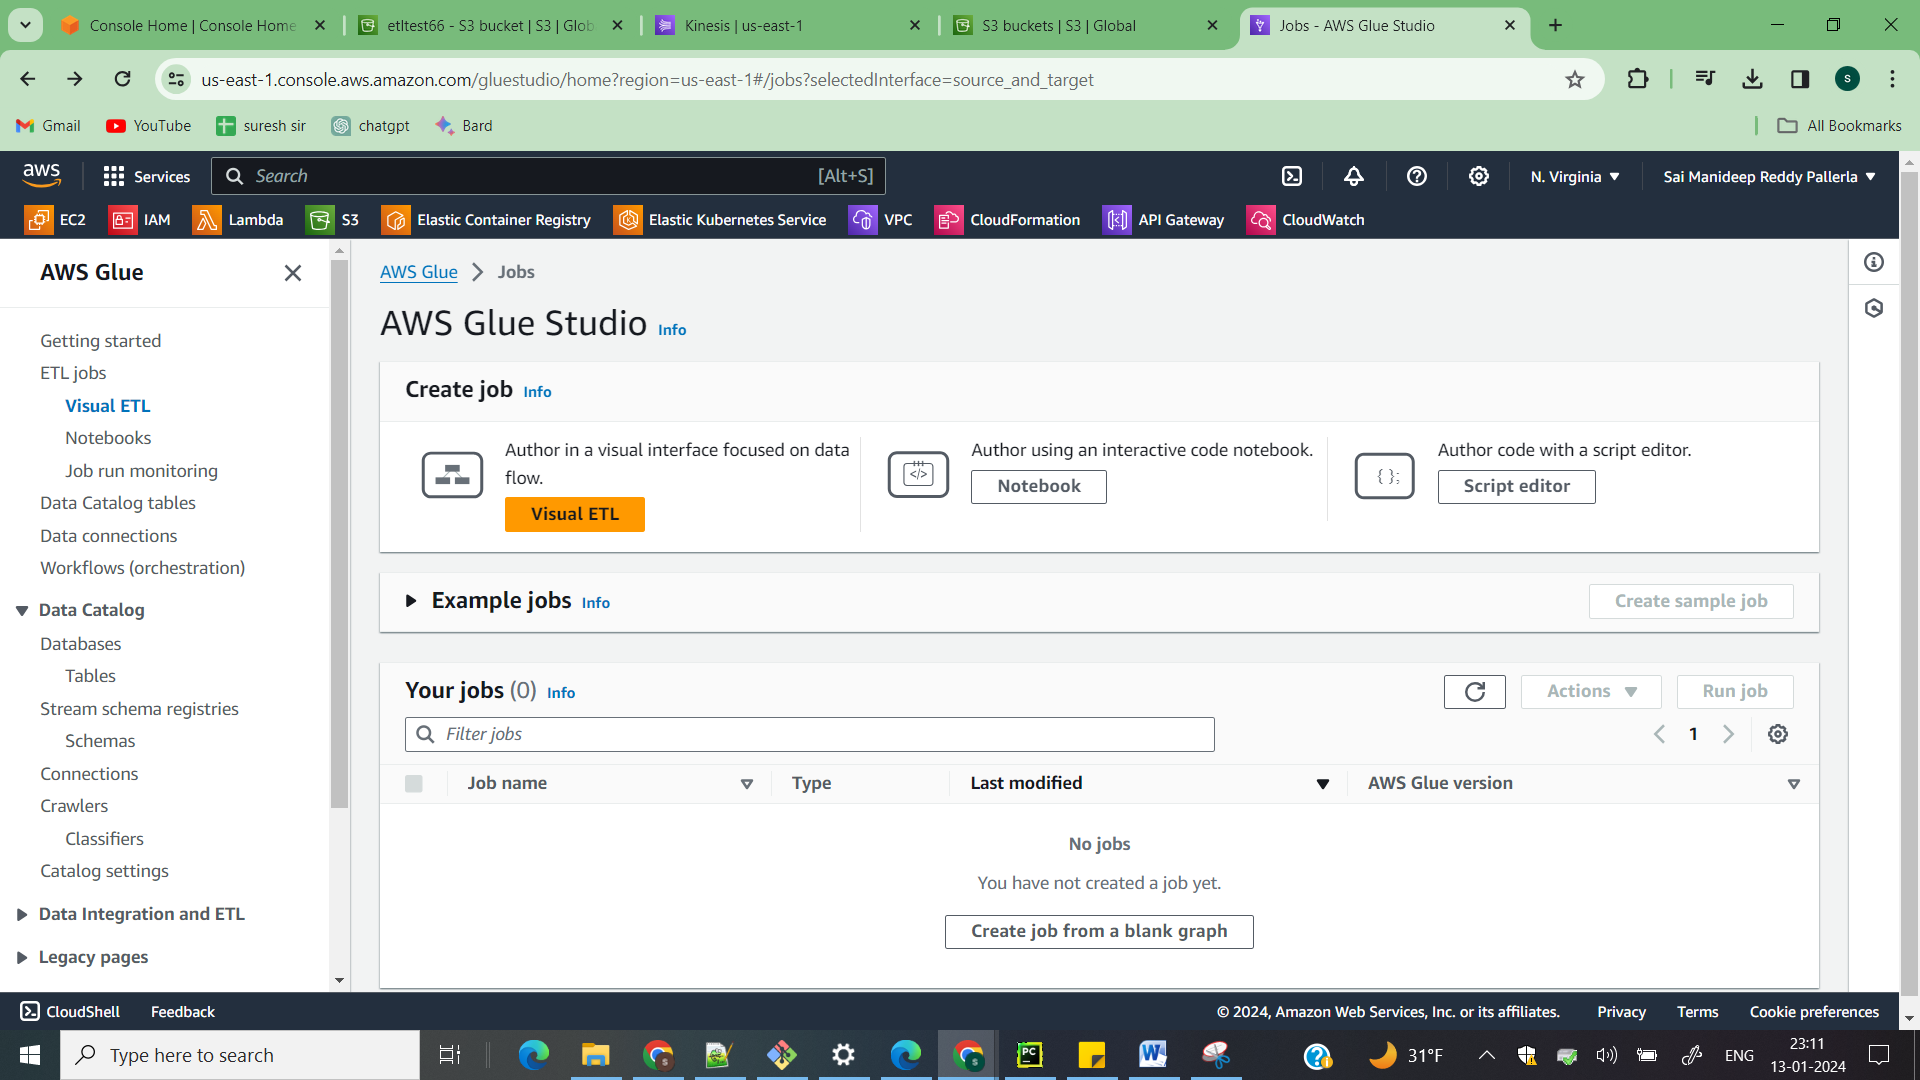 Console Home | Console Home
etltest66 - S3 bucket | S3 | Glob
Kinesis | us-east-1
S3 buckets | S3 | Global
Jobs - AWS Glue Studio
us-east-1.console.aws.amazon.com/gluestudio/home?region=us-east-1#/jobs?selectedInterface=source_and_target
S
Gmail
YouTube
suresh sir
chatgpt
Bard
All Bookmarks
aws
Services
Search
[Alt+S]
N. Virginia
Sai Manideep Reddy Pallerla
EC2
IAM
Lambda
S3
Elastic Container Registry
Elastic Kubernetes Service
VPC
CloudFormation
API Gateway
CloudWatch
AWS Glue
Getting started
ETL jobs
Visual ETL
Notebooks
Job run monitoring
Data Catalog tables
Data connections
Workflows (orchestration)
Data Catalog
Databases
Tables
Stream schema registries
Schemas
Connections
Crawlers
Classifiers
Catalog settings
Data Integration and ETL
Legacy pages
AWS Glue > Jobs
AWS Glue Studio Info
Create job Info
Author in a visual interface focused on data
flow.
Visual ETL
Author using an interactive code notebook.
Notebook
Author code with a script editor.
Script editor
Example jobs Info
Create sample job
Your jobs (0) Info
Actions
Run job
Filter jobs
1
Job name
Type
Last modified
AWS Glue version
No jobs
You have not created a job yet.
Create job from a blank graph
CloudShell
Feedback
© 2024, Amazon Web Services, Inc. or its affiliates.
Privacy
Terms
Cookie preferences
Type here to search
PC
31°F
ENG
23:11
13-01-2024